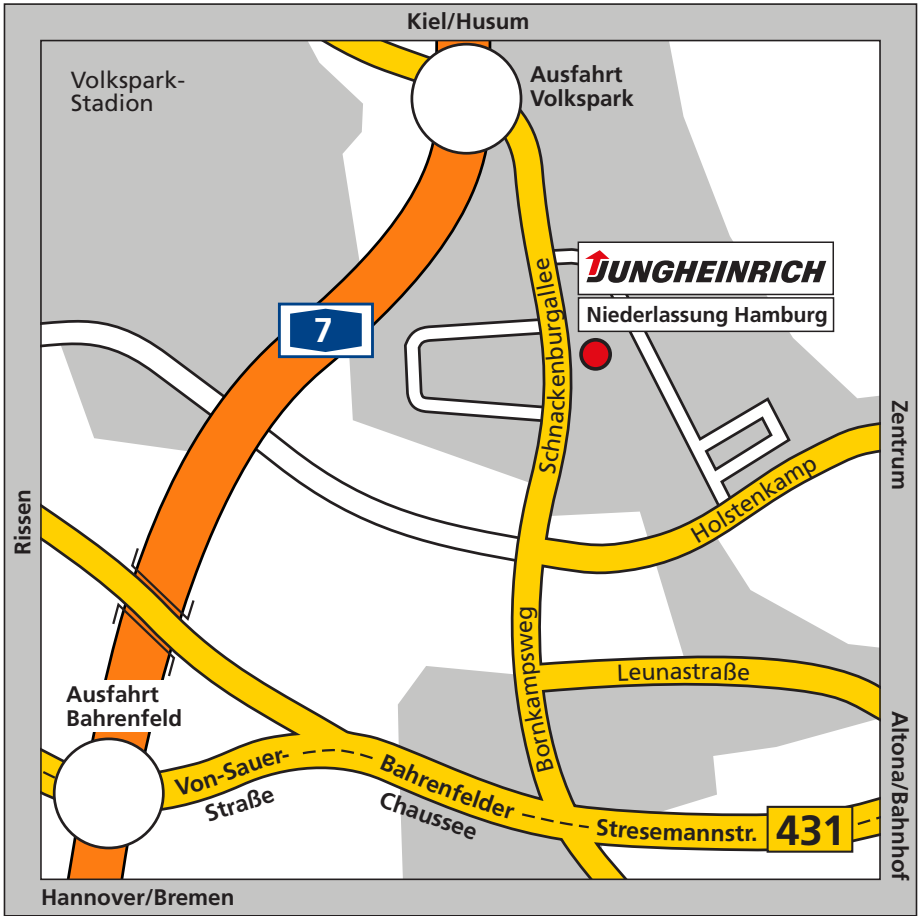 Kiel/Husum
Volkspark-
Stadion
Ausfahrt
Volkspark
JUNGHEINRICH
Niederlassung Hamburg
7
Schnackenburgallee
Zentrum
Rissen
Holstenkamp
Bornkampsweg
Leunastraße
Ausfahrt
Bahrenfeld
Von-Sauer-
Straße
Bahrenfelder
Chaussee
Stresemannstr.
431
Altona/Bahnhof
Hannover/Bremen